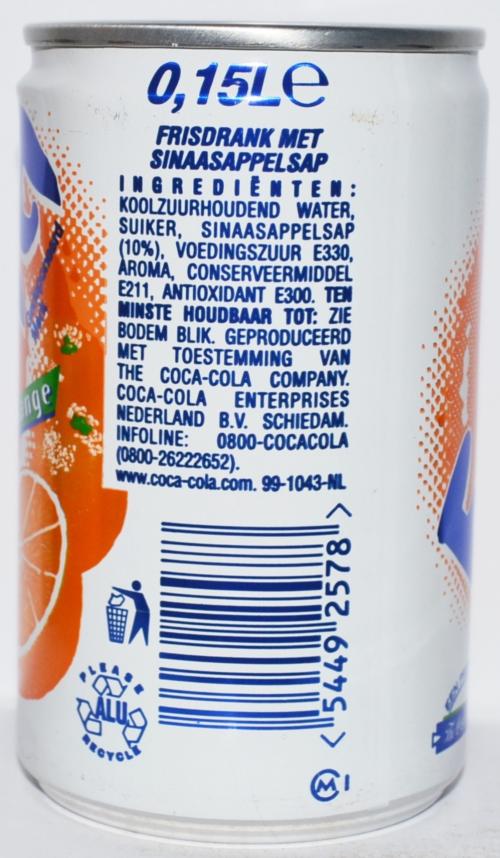 0,15L℮
FRISDRANK MET
SINAASAPPELSAP
INGREDIËNTEN:
KOOLZUURHOUDEND WATER,
SUIKER, SINAASAPPELSAP
(10%), VOEDINGSZUUR E330,
AROMA, CONSERVEERMIDDEL
E211, ANTIOXIDANT E300. TEN
MINSTE HOUDBAAR TOT: ZIE
BODEM BLIK. GEPRODUCEERD
MET TOESTEMMING VAN
THE COCA-COLA COMPANY.
COCA-COLA ENTERPRISES
NEDERLAND B.V. SCHIEDAM.
INFOLINE: 0800-COCACOLA
(0800-26222652).
www.coca-cola.com. 99-1043-NL
nge
< 5449 2578 >
PLEASE
ALU
RECYCLE
M I